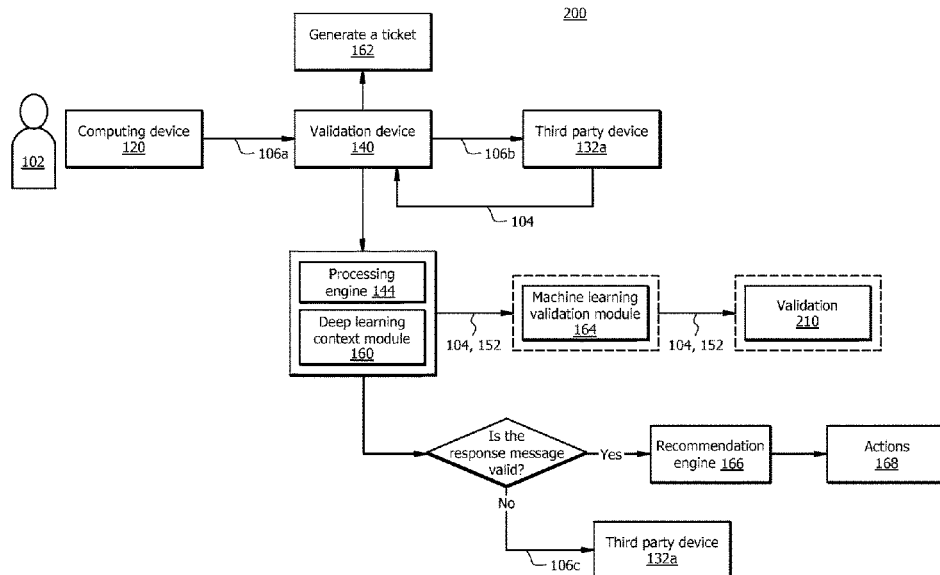 200
Generate a ticket
162
102
Computing device
120
106a
Validation device
140
106b
Third party device
132a
104
Processing
engine 144
Deep learning
context module
160
104, 152
Machine learning
validation module
164
104, 152
Validation
210
Is the
response message
valid?
Yes
Recommendation
engine 166
Actions
168
No
106c
Third party device
132a